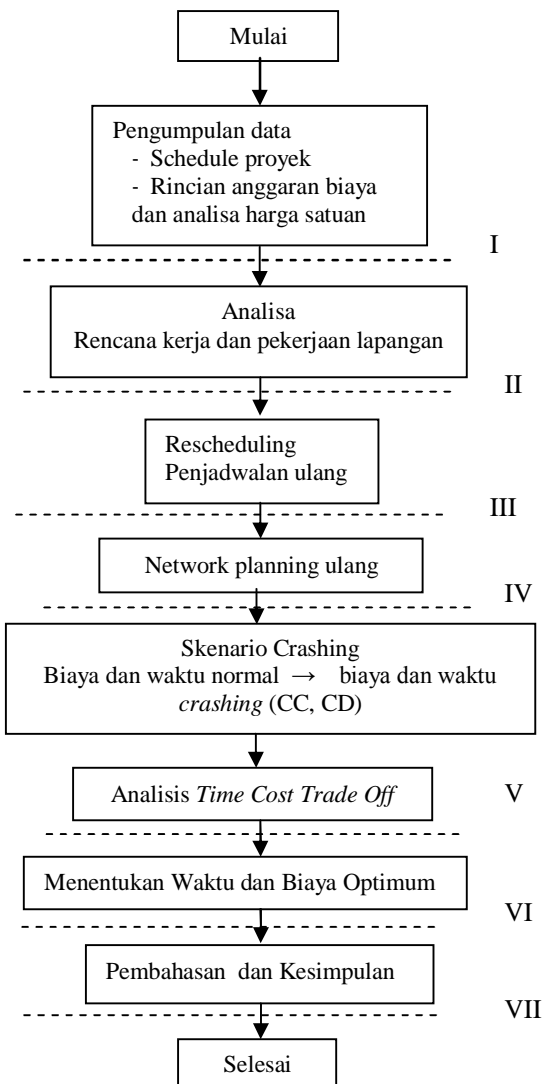 Mulai
Pengumpulan data
- Schedule proyek
- Rincian anggaran biaya
dan analisa harga satuan
I
Analisa
Rencana kerja dan pekerjaan lapangan
II
Rescheduling
Penjadwalan ulang
III
Network planning ulang
IV
Skenario Crashing
Biaya dan waktu normal → biaya dan waktu
crashing (CC, CD)
Analisis Time Cost Trade Off
V
Menentukan Waktu dan Biaya Optimum
VI
Pembahasan dan Kesimpulan
VII
Selesai